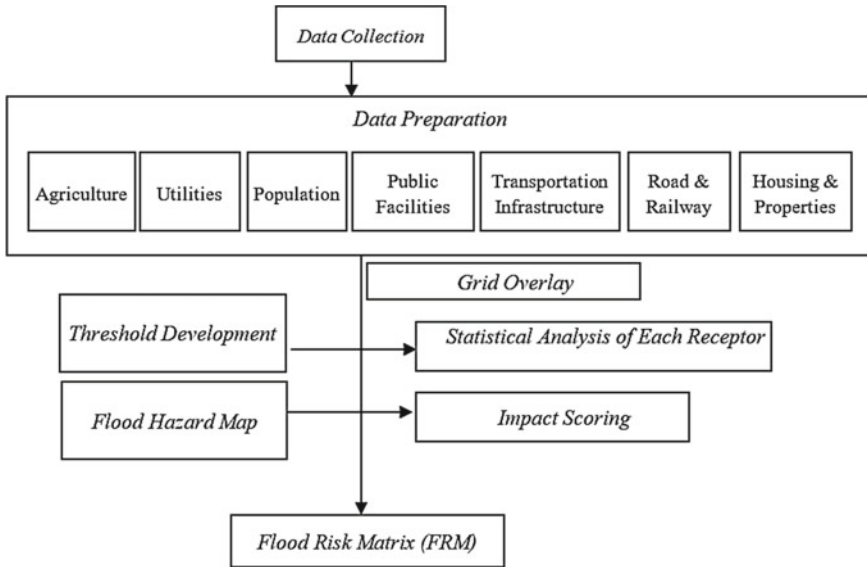 Data Collection
Data Preparation
Agriculture
Utilities
Population
Public
Facilities
Transportation
Infrastructure
Road &
Railway
Housing &
Properties
Grid Overlay
Threshold Development
Statistical Analysis of Each Receptor
Flood Hazard Map
Impact Scoring
Flood Risk Matrix (FRM)